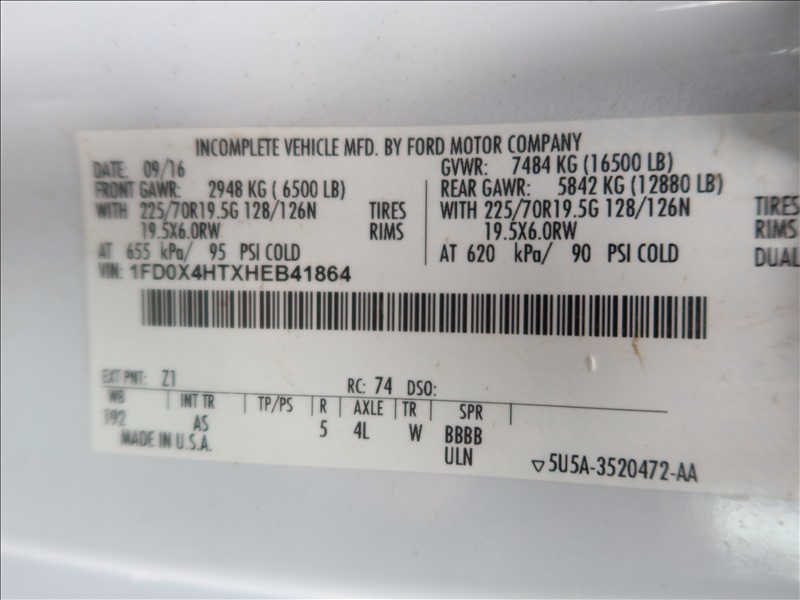 INCOMPLETE VEHICLE MFD. BY FORD MOTOR COMPANY
DATE: 09/16 GVWR: 7484 KG (16500 LB)
FRONT GAWR: 2948 KG ( 6500 LB) REAR GAWR: 5842 KG (12880 LB)
WITH 225/70R19.5G 128/126N TIRES WITH 225/70R19.5G 128/126N TIRES
19.5X6.0RW RIMS 19.5X6.0RW RIMS
AT 655 kPa/ 95 PSI COLD AT 620 kPa/ 90 PSI COLD DUAL
VIN: 1FD0X4HTXHEB41864
EXT PNT: Z1 RC: 74 DSO:
WB INT TR TP/PS R AXLE TR SPR
192 AS 5 4L W BBBB
MADE IN U.S.A. ULN
5U5A-3520472-AA